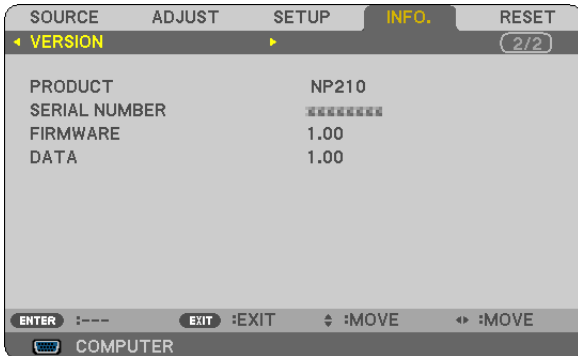 SOURCE ADJUST SETUP INFO. RESET
VERSION 2/2
PRODUCT NP210
SERIAL NUMBER
FIRMWARE 1.00
DATA 1.00
ENTER :--- EXIT :EXIT :MOVE :MOVE
COMPUTER